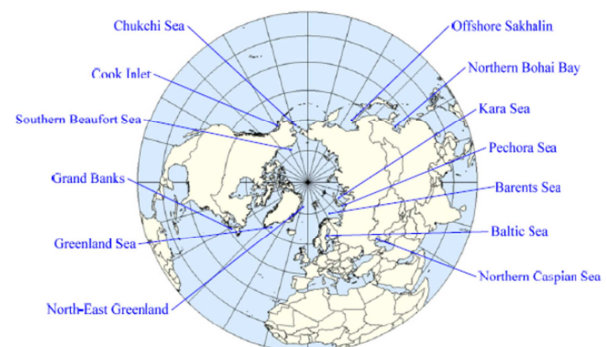 Chukchi Sea
Offshore Sakhalin
Cook Inlet
Northern Bohai Bay
Southern Beaufort Sea
Kara Sea
Pechora Sea
Grand Banks
Barents Sea
Greenland Sea
Baltic Sea
Northern Caspian Sea
North-East Greenland